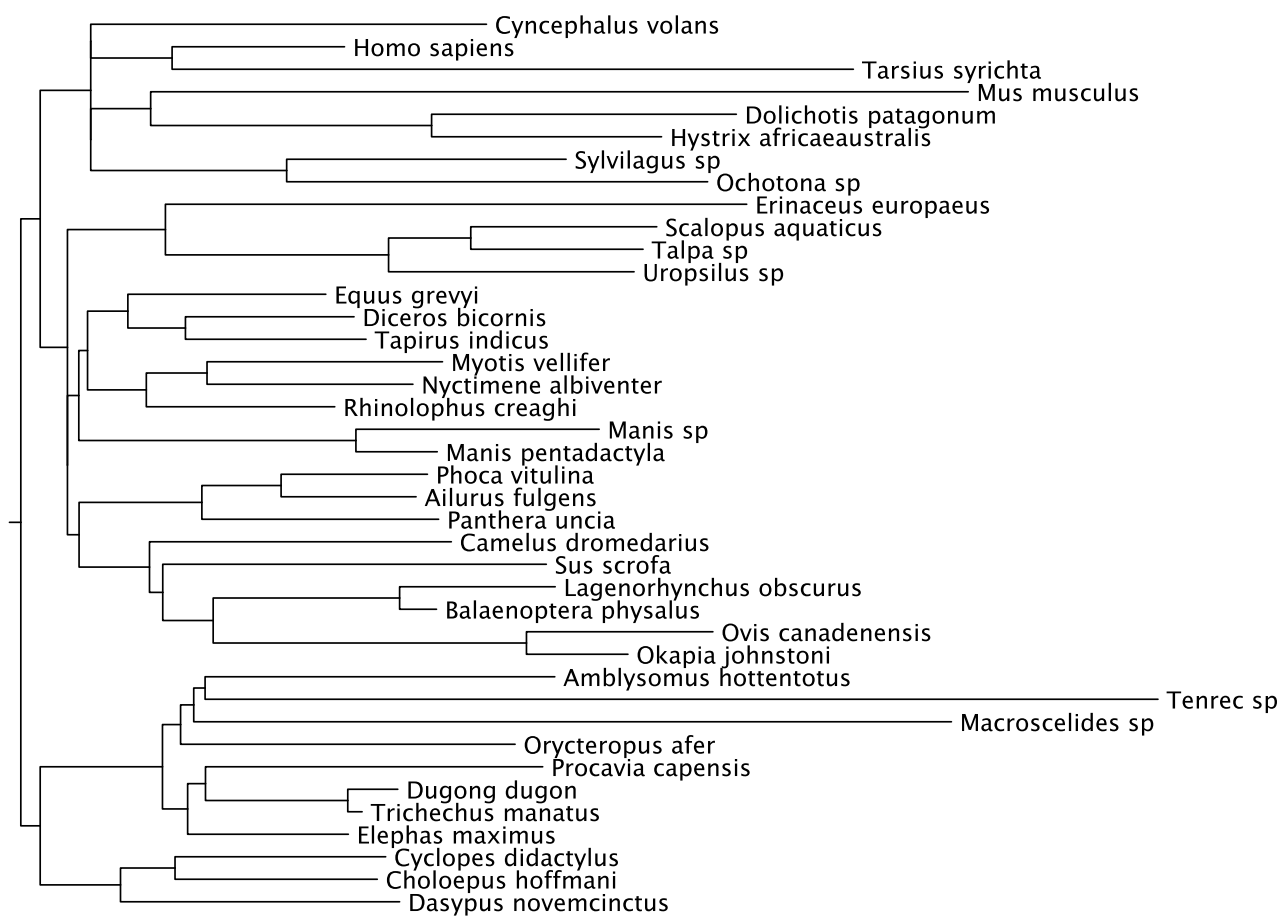 Cyncephalus volans
Homo sapiens
Tarsius syrichta
Mus musculus
Dolichotis patagonum
Hystrix africaeaustralis
Sylvilagus sp
Ochotona sp
Erinaceus europaeus
Scalopus aquaticus
Talpa sp
Uropsilus sp
Equus grevyi
Diceros bicornis
Tapirus indicus
Myotis vellifer
Nyctimene albiventer
Rhinolophus creaghi
Manis sp
Manis pentadactyla
Phoca vitulina
Ailurus fulgens
Panthera uncia
Camelus dromedarius
Sus scrofa
Lagenorhynchus obscurus
Balaenoptera physalus
Ovis canadenensis
Okapia johnstoni
Amblysomus hottentotus
Tenrec sp
Macroscelides sp
Orycteropus afer
Procavia capensis
Dugong dugon
Trichechus manatus
Elephas maximus
Cyclopes didactylus
Choloepus hoffmani
Dasypus novemcinctus